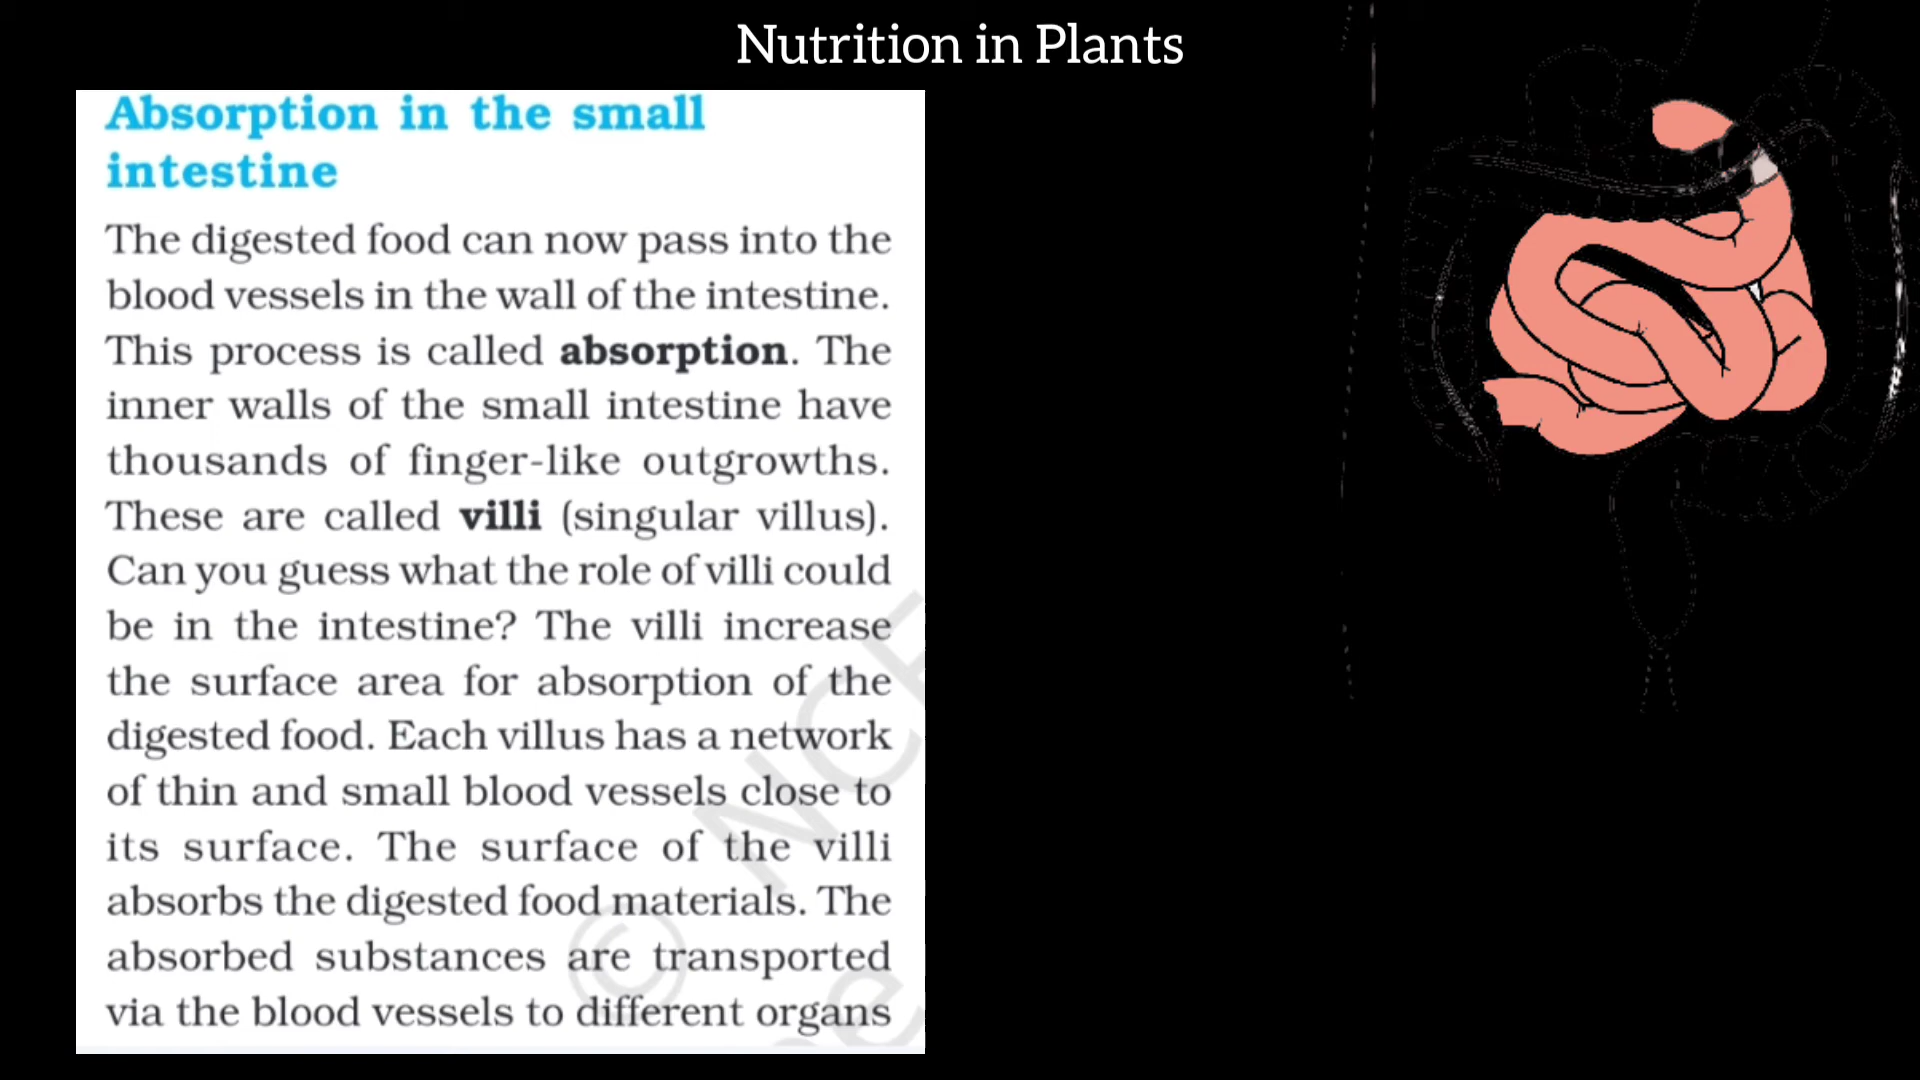 Nutrition in Plants
Absorption in the small
intestine
The digested food can now pass into the
blood vessels in the wall of the intestine.
This process is called absorption. The
inner walls of the small intestine have
thousands of finger-like outgrowths.
These are called villi (singular villus).
Can you guess what the role of villi could
be in the intestine? The villi increase
the surface area for absorption of the
digested food. Each villus has a network
of thin and small blood vessels close to
its surface. The surface of the villi
absorbs the digested food materials. The
absorbed substances are transported
via the blood vessels to different organs